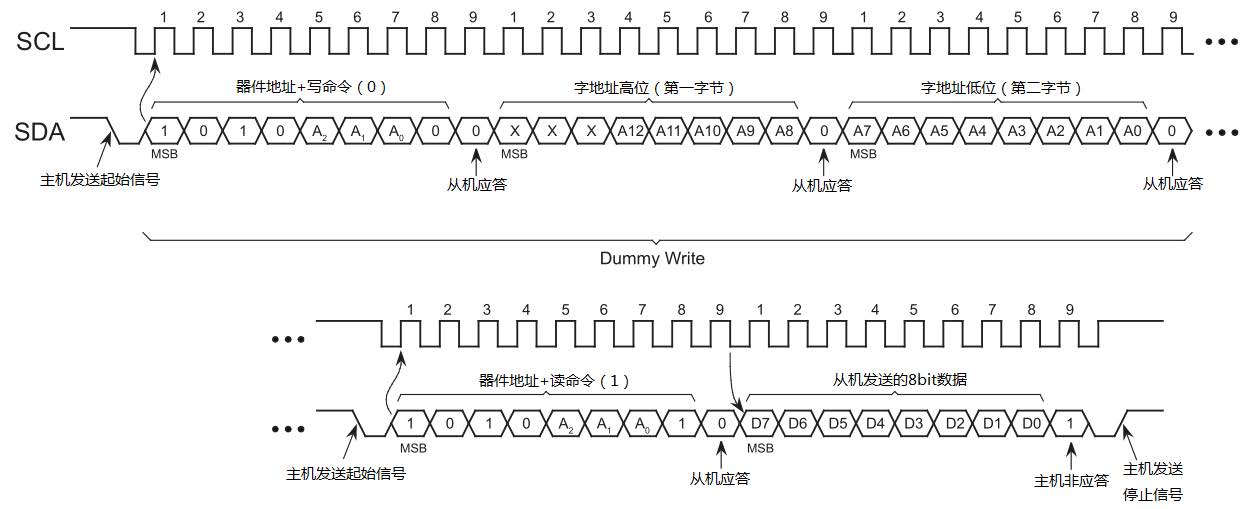 1 2 3 4 5 6 7 8 9 1 2 3 4 5 6 7 8 9 1 2 3 4 5 6 7 8 9
SCL
器件地址+写命令（0）
字地址高位（第一字节）
字地址低位（第二字节）
SDA
1 0 1 0 A2 A1 A0 0 0 X X X A12 A11 A10 A9 A8 0 A7 A6 A5 A4 A3 A2 A1 A0 0
MSB MSB MSB
主机发送起始信号
从机应答
从机应答
从机应答
Dummy Write
1 2 3 4 5 6 7 8 9 1 2 3 4 5 6 7 8 9
器件地址+读命令（1）
从机发送的8bit数据
1 0 1 0 A2 A1 A0 1 0 D7 D6 D5 D4 D3 D2 D1 D0 1
MSB MSB
主机发送起始信号
从机应答
主机非应答
主机发送
停止信号